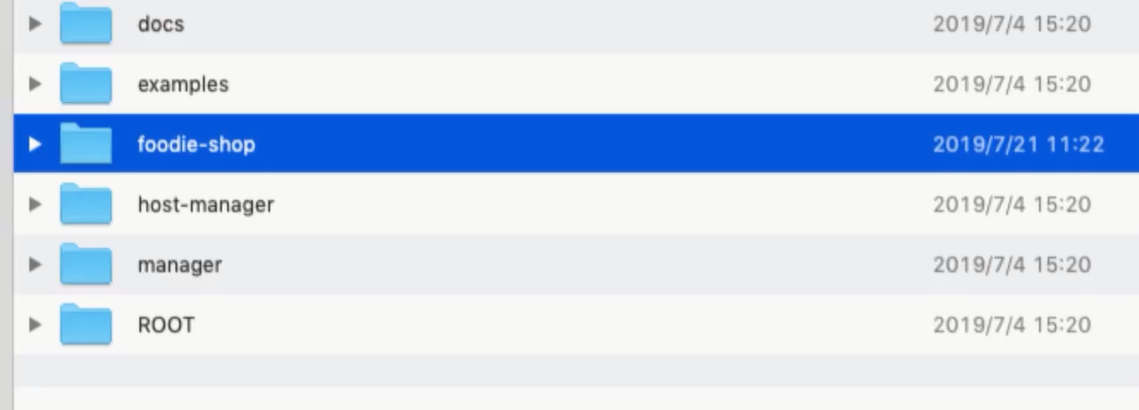 docs 2019/7/4 15:20
examples 2019/7/4 15:20
foodie-shop 2019/7/21 11:22
host-manager 2019/7/4 15:20
manager 2019/7/4 15:20
ROOT 2019/7/4 15:20